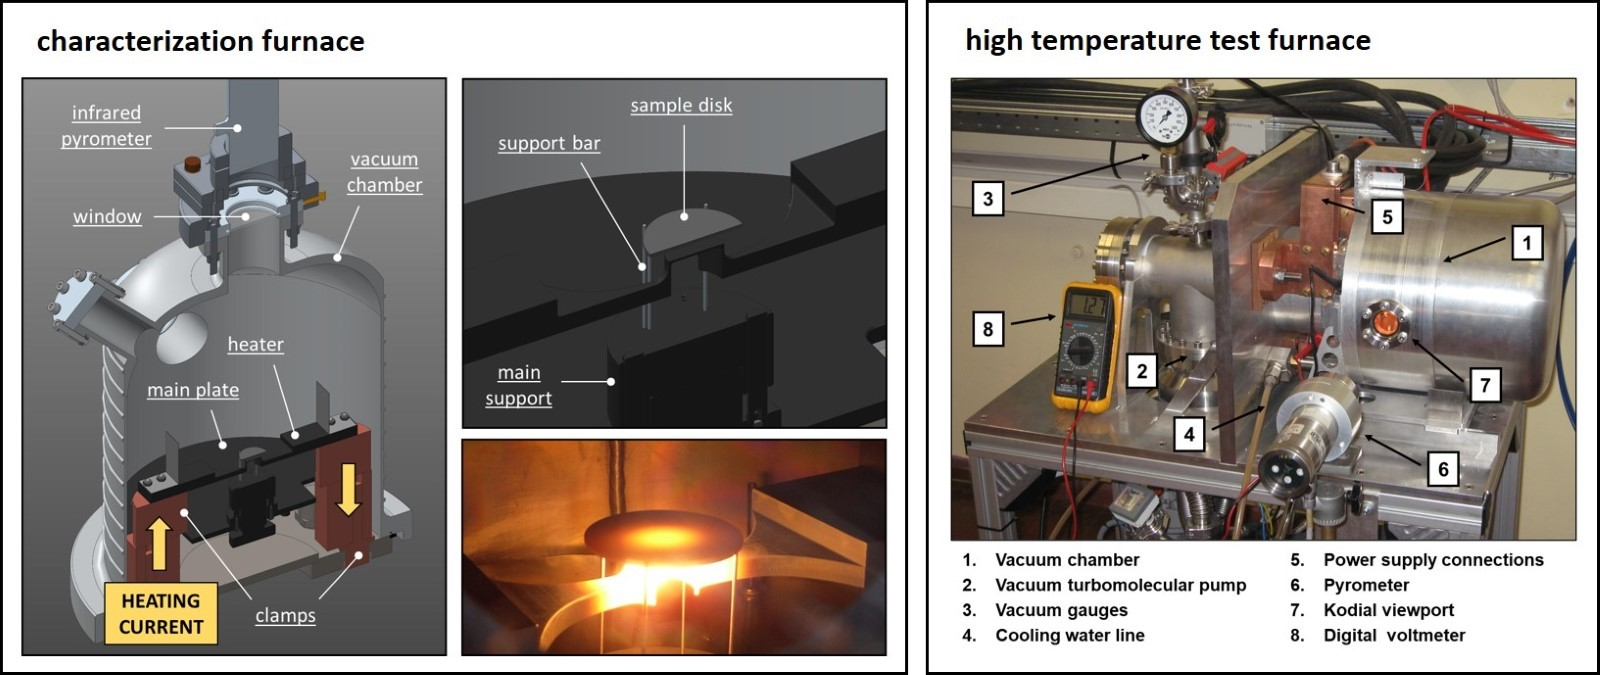 characterization furnace
infrared
pyrometer
vacuum
chamber
window
heater
main plate
HEATING
CURRENT
clamps
sample disk
support bar
main
support
high temperature test furnace
3
5
1
8
1.27
2
7
4
6
1. Vacuum chamber
2. Vacuum turbomolecular pump
3. Vacuum gauges
4. Cooling water line
5. Power supply connections
6. Pyrometer
7. Kodial viewport
8. Digital voltmeter